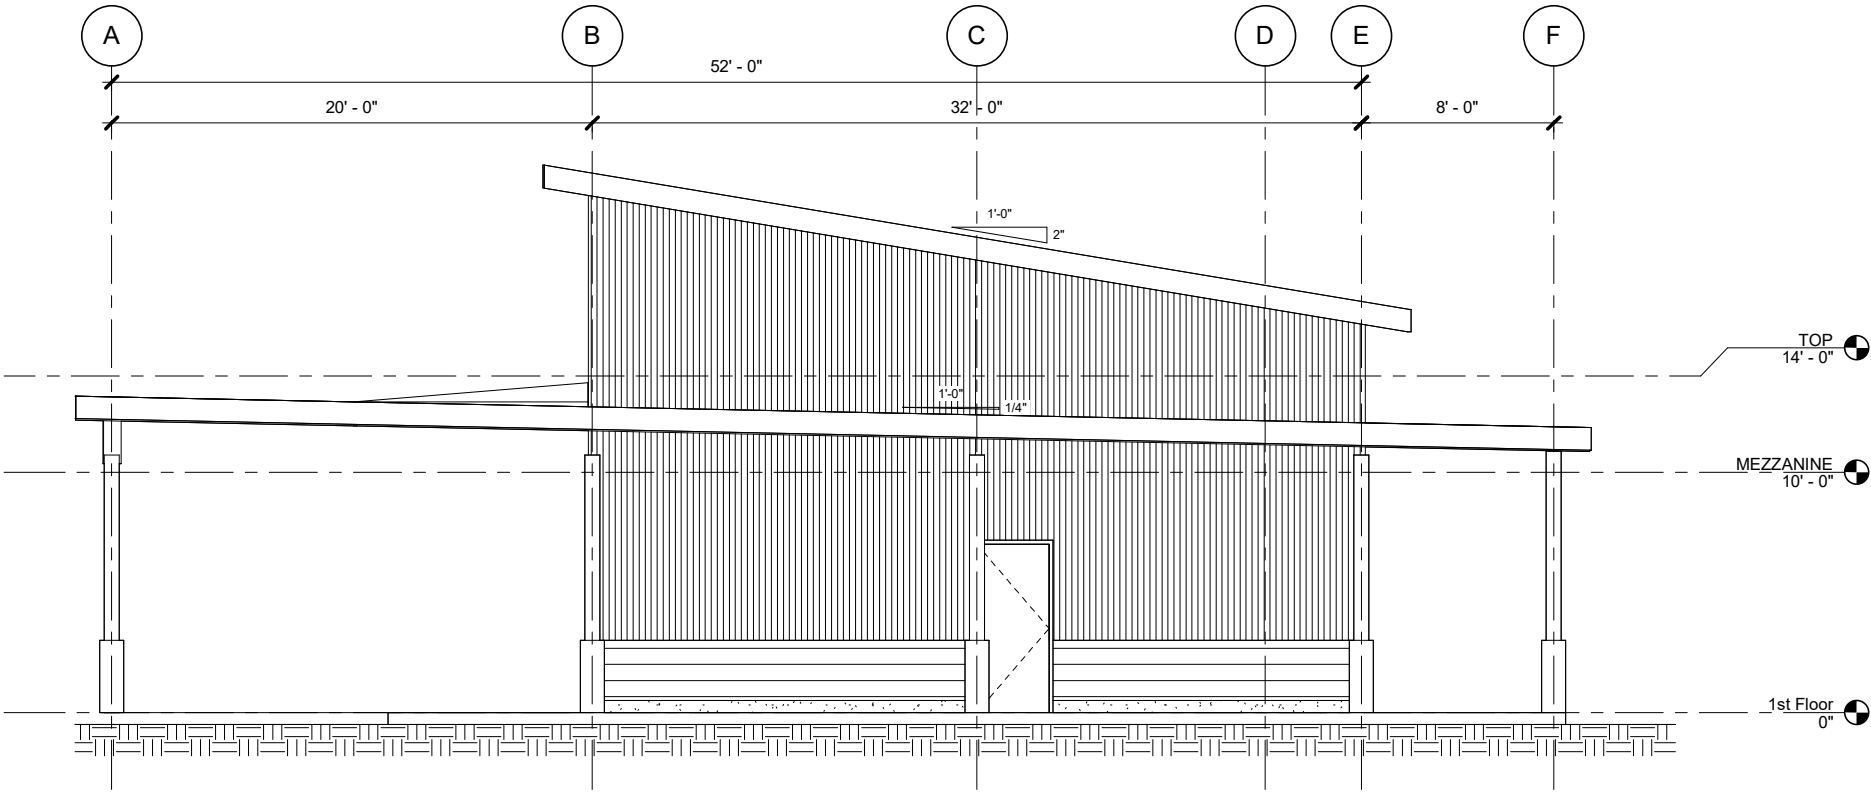 A
B
C
D
E
F
52' - 0"
20' - 0"
32' - 0"
8' - 0"
1'-0"
2"
TOP
14' - 0"
1'-0"
1/4"
MEZZANINE
10' - 0"
1st Floor
0"